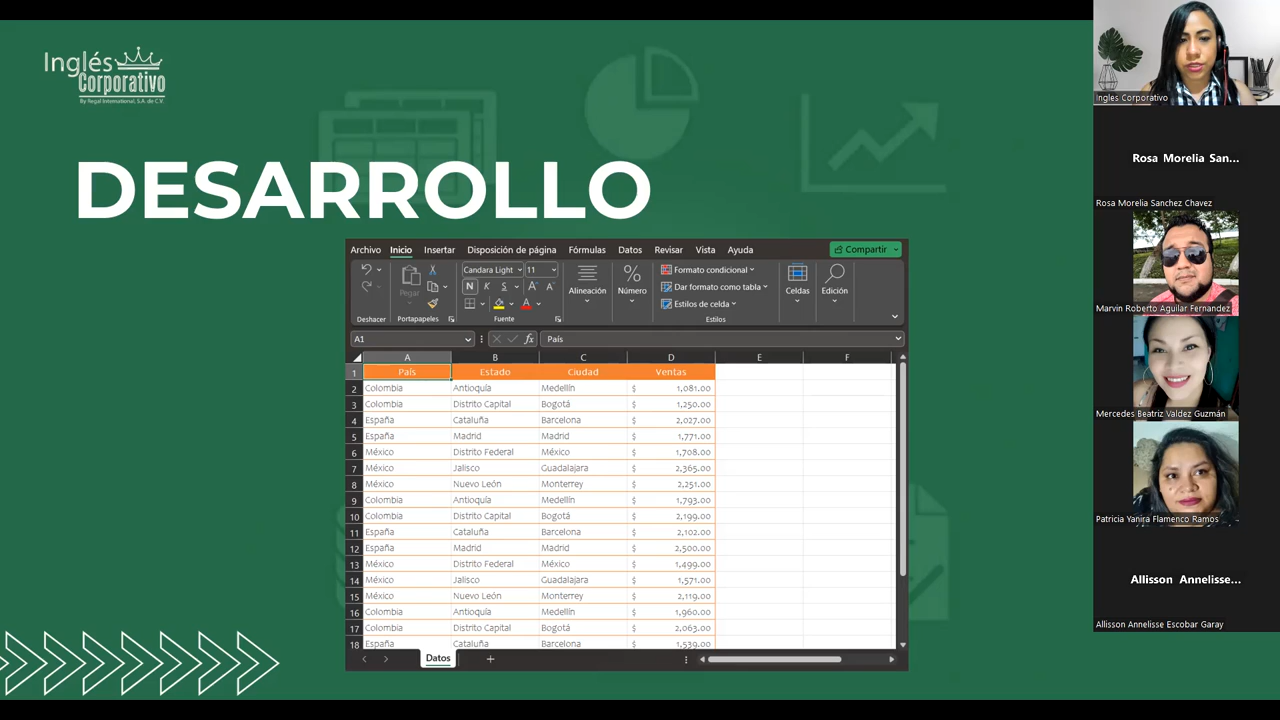 Inglés
Corporativo
By Regal International, S.A. de C.V.
DESARROLLO
Archivo Inicio Insertar Disposición de página Fórmulas Datos Revisar Vista Ayuda Compartir
Pegar
Candara Light 11
N K S A A
A
Alineación
%
Número
Formato condicional
Dar formato como tabla
Estilos de celda
Celdas
Edición
Deshacer Portapapeles Fuente Estilos
A1 fx País
A B C D E F
1 País Estado Ciudad Ventas
2 Colombia Antioquía Medellín $ 1,081.00
3 Colombia Distrito Capital Bogotá $ 1,250.00
4 España Cataluña Barcelona $ 2,027.00
5 España Madrid Madrid $ 1,771.00
6 México Distrito Federal México $ 1,708.00
7 México Jalisco Guadalajara $ 2,365.00
8 México Nuevo León Monterrey $ 2,251.00
9 Colombia Antioquía Medellín $ 1,793.00
10 Colombia Distrito Capital Bogotá $ 2,199.00
11 España Cataluña Barcelona $ 2,102.00
12 España Madrid Madrid $ 2,500.00
13 México Distrito Federal México $ 1,499.00
14 México Jalisco Guadalajara $ 1,571.00
15 México Nuevo León Monterrey $ 2,119.00
16 Colombia Antioquía Medellín $ 1,960.00
17 Colombia Distrito Capital Bogotá $ 2,063.00
18 España Cataluña Barcelona $ 1,539.00
Datos
Ingles Corporativo
Rosa Morelia San...
Rosa Morelia Sanchez Chavez
Marvin Roberto Aguilar Fernandez
Mercedes Beatriz Valdez Guzmán
Patricia Yanira Flamenco Ramos
Allisson Annelisse...
Allisson Annelisse Escobar Garay